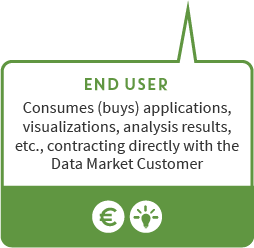 END USER
Consumes (buys) applications,
visualizations, analysis results,
etc., contracting directly with the
Data Market Customer
€